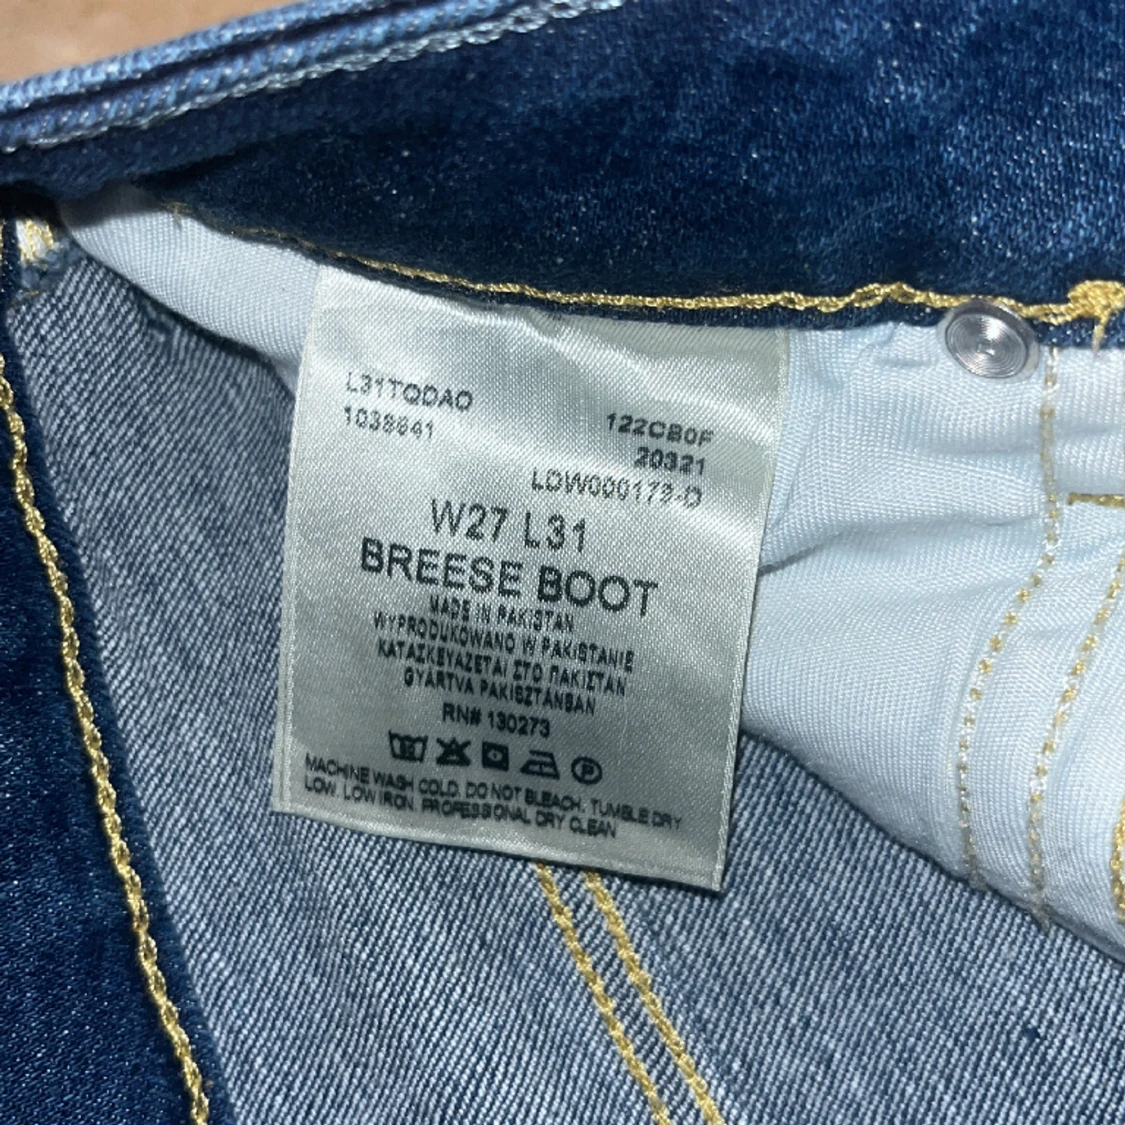 L31TQDAO
1038841
122CB0F
20321
LDW000178-D
W27 L31
BREESE BOOT
MADE IN PAKISTAN
WYPRODUKOWANO W PAKISTANIE
ΚΑΤΑΣΚΕΥΑΖΕΤΑΙ ΣΤΟ ΠΑΚΙΣΤΑΝ
GYÁRTVA PAKISZTÁNBAN
RN# 130273
P
MACHINE WASH COLD. DO NOT BLEACH. TUMBLE DRY
LOW. LOW IRON. PROFESSIONAL DRY CLEAN